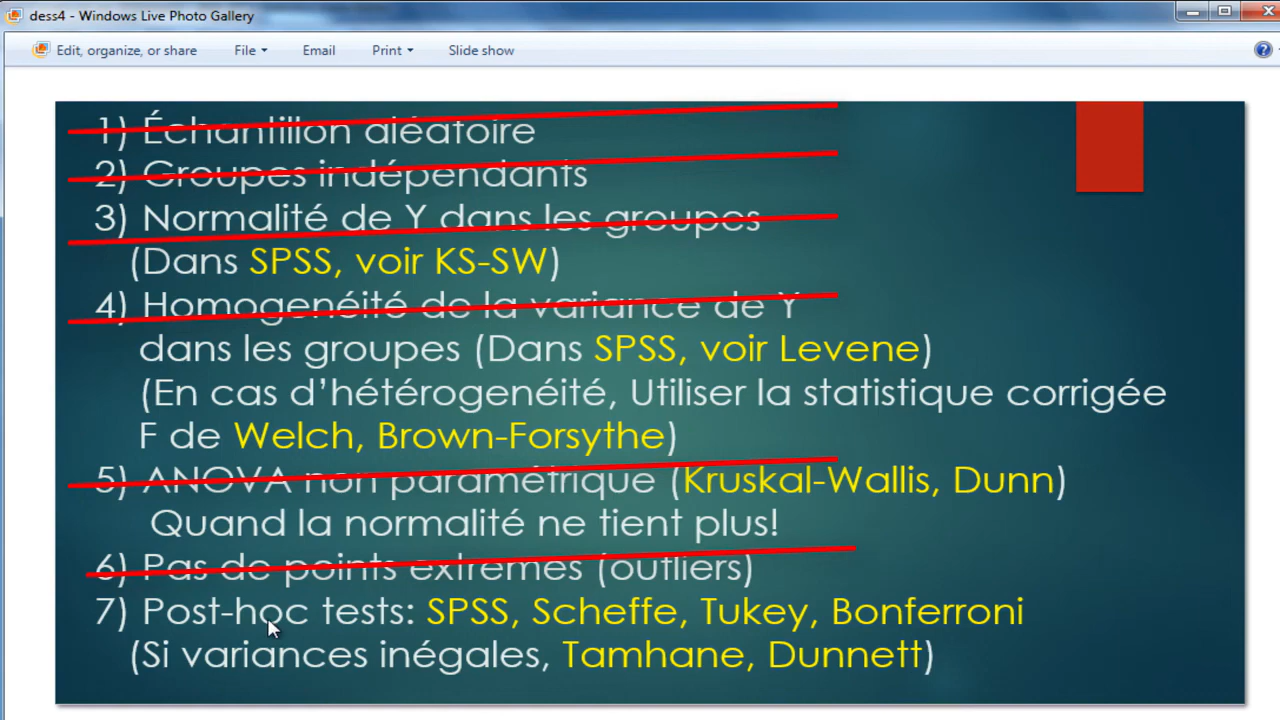 dess4 - Windows Live Photo Gallery
Edit, organize, or share File Email Print Slide show
1) Échantillon aléatoire
2) Groupes indépendants
3) Normalité de Y dans les groupes
(Dans SPSS, voir KS-SW)
4) Homogenéité de la variance de Y
dans les groupes (Dans SPSS, voir Levene)
(En cas d’hétérogenéité, Utiliser la statistique corrigée
F de Welch, Brown-Forsythe)
5) ANOVA non paramétrique (Kruskal-Wallis, Dunn)
Quand la normalité ne tient plus!
6) Pas de points extremes (outliers)
7) Post-hoc tests: SPSS, Scheffe, Tukey, Bonferroni
(Si variances inégales, Tamhane, Dunnett)